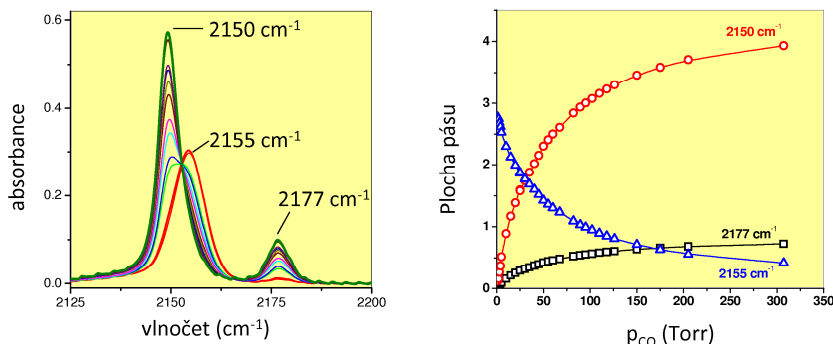 2150 cm-1
2155 cm-1
2177 cm-1
absorbance
0.6
0.4
0.2
0.0
2125
2150
2175
2200
vlnočet (cm-1)
Plocha pásu
4
3
2
1
0
2150 cm-1
2177 cm-1
2155 cm-1
0
50
100
150
200
250
300
350
pCO (Torr)